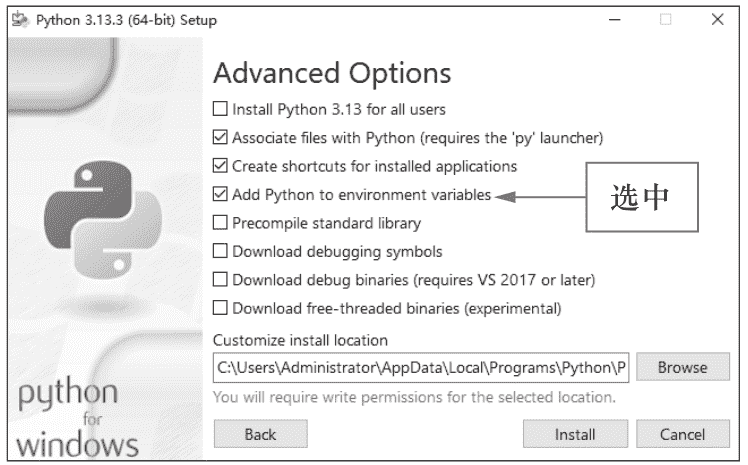 Python 3.13.3 (64-bit) Setup
Advanced Options
Install Python 3.13 for all users
Associate files with Python (requires the 'py' launcher)
Create shortcuts for installed applications
Add Python to environment variables
选中
Precompile standard library
Download debugging symbols
Download debug binaries (requires VS 2017 or later)
Download free-threaded binaries (experimental)
Customize install location
C:\Users\Administrator\AppData\Local\Programs\Python\P
Browse
You will require write permissions for the selected location.
python
for
windows
Back
Install
Cancel